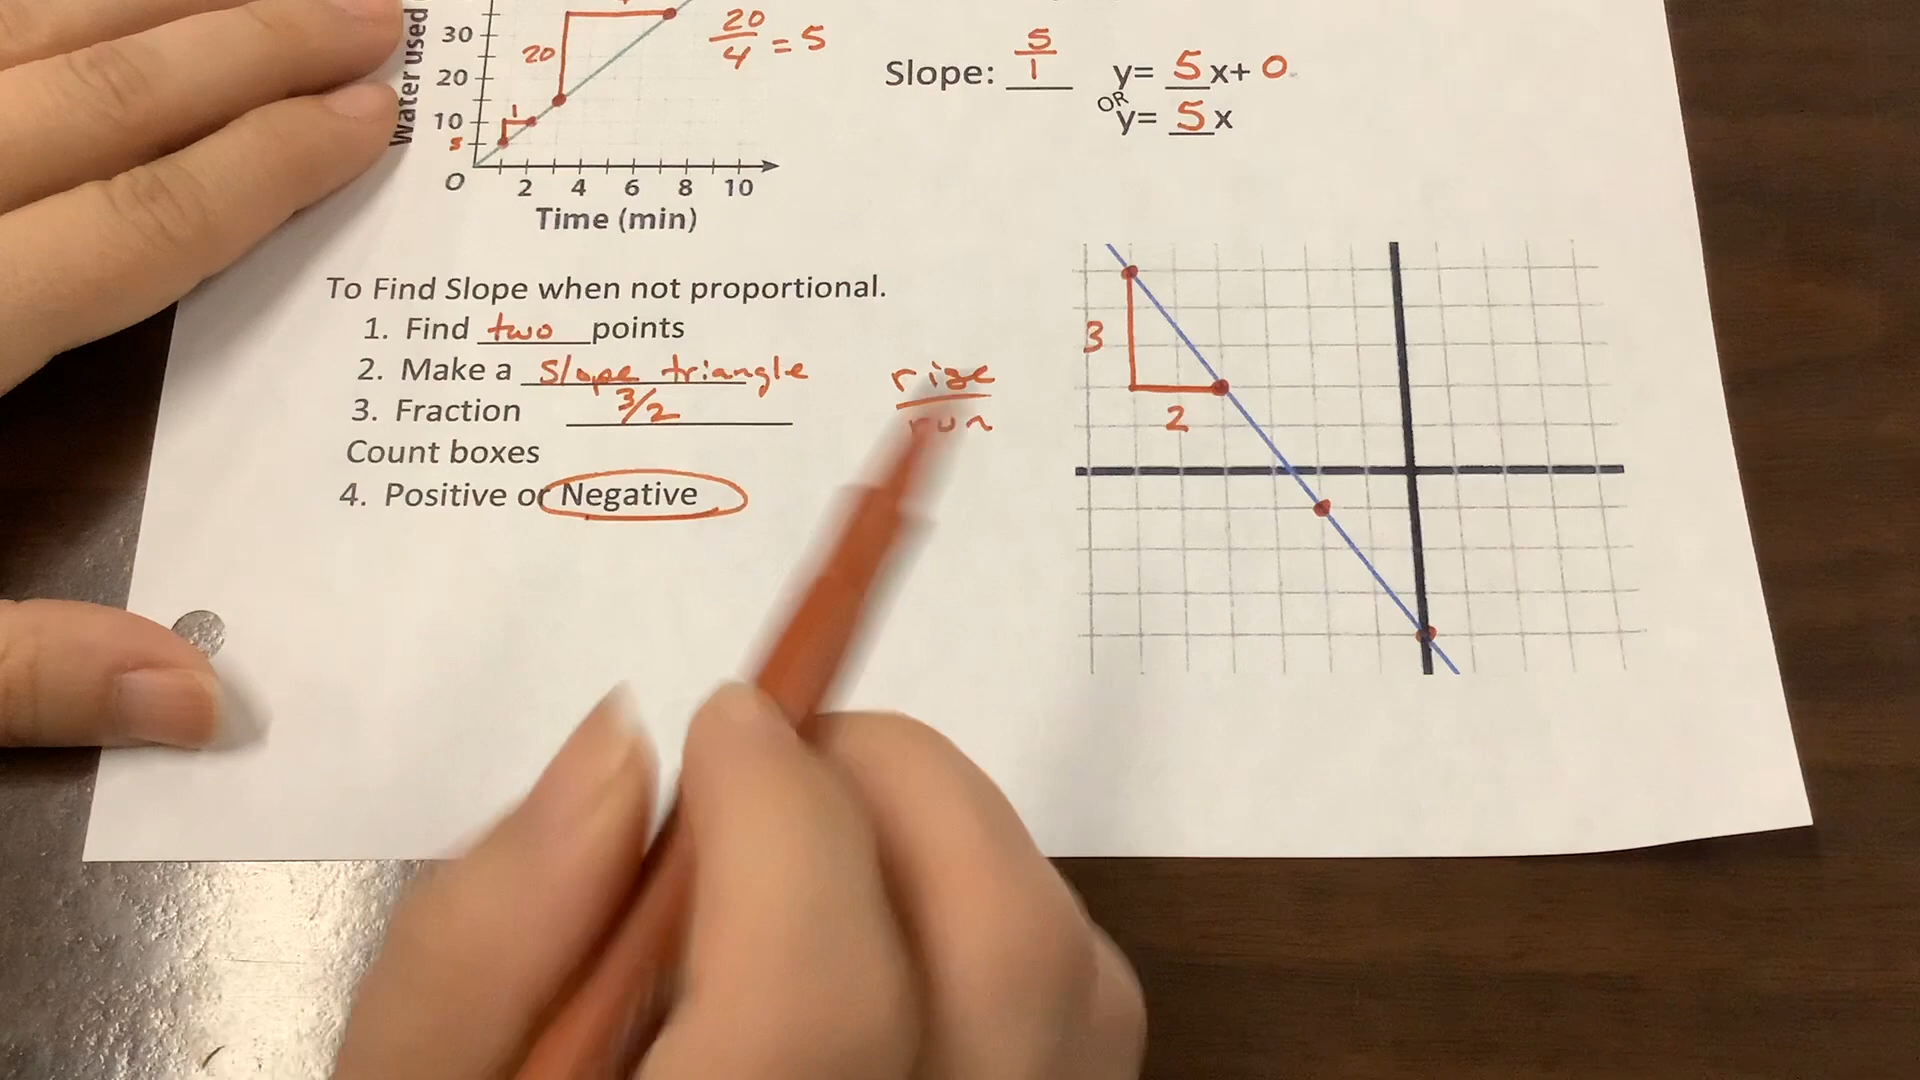 Water used
30
20
10
5
O
2 4 6 8 10
Time (min)
20
1
20/4 = 5
Slope: 5/1
y= 5x+ 0
OR
y= 5x
To Find Slope when not proportional.
1. Find two points
2. Make a slope triangle
3. Fraction 3/2
Count boxes
4. Positive or Negative
rise
run
3
2